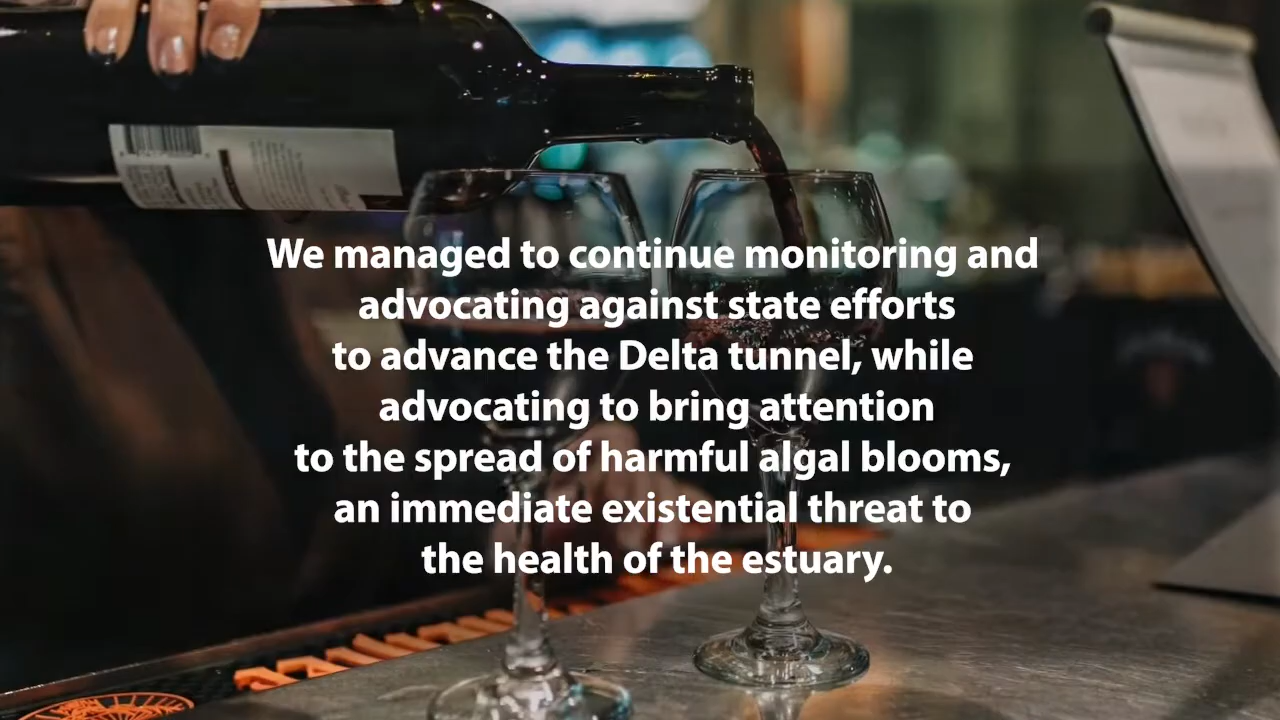 We managed to continue monitoring and
advocating against state efforts
to advance the Delta tunnel, while
advocating to bring attention
to the spread of harmful algal blooms,
an immediate existential threat to
the health of the estuary.